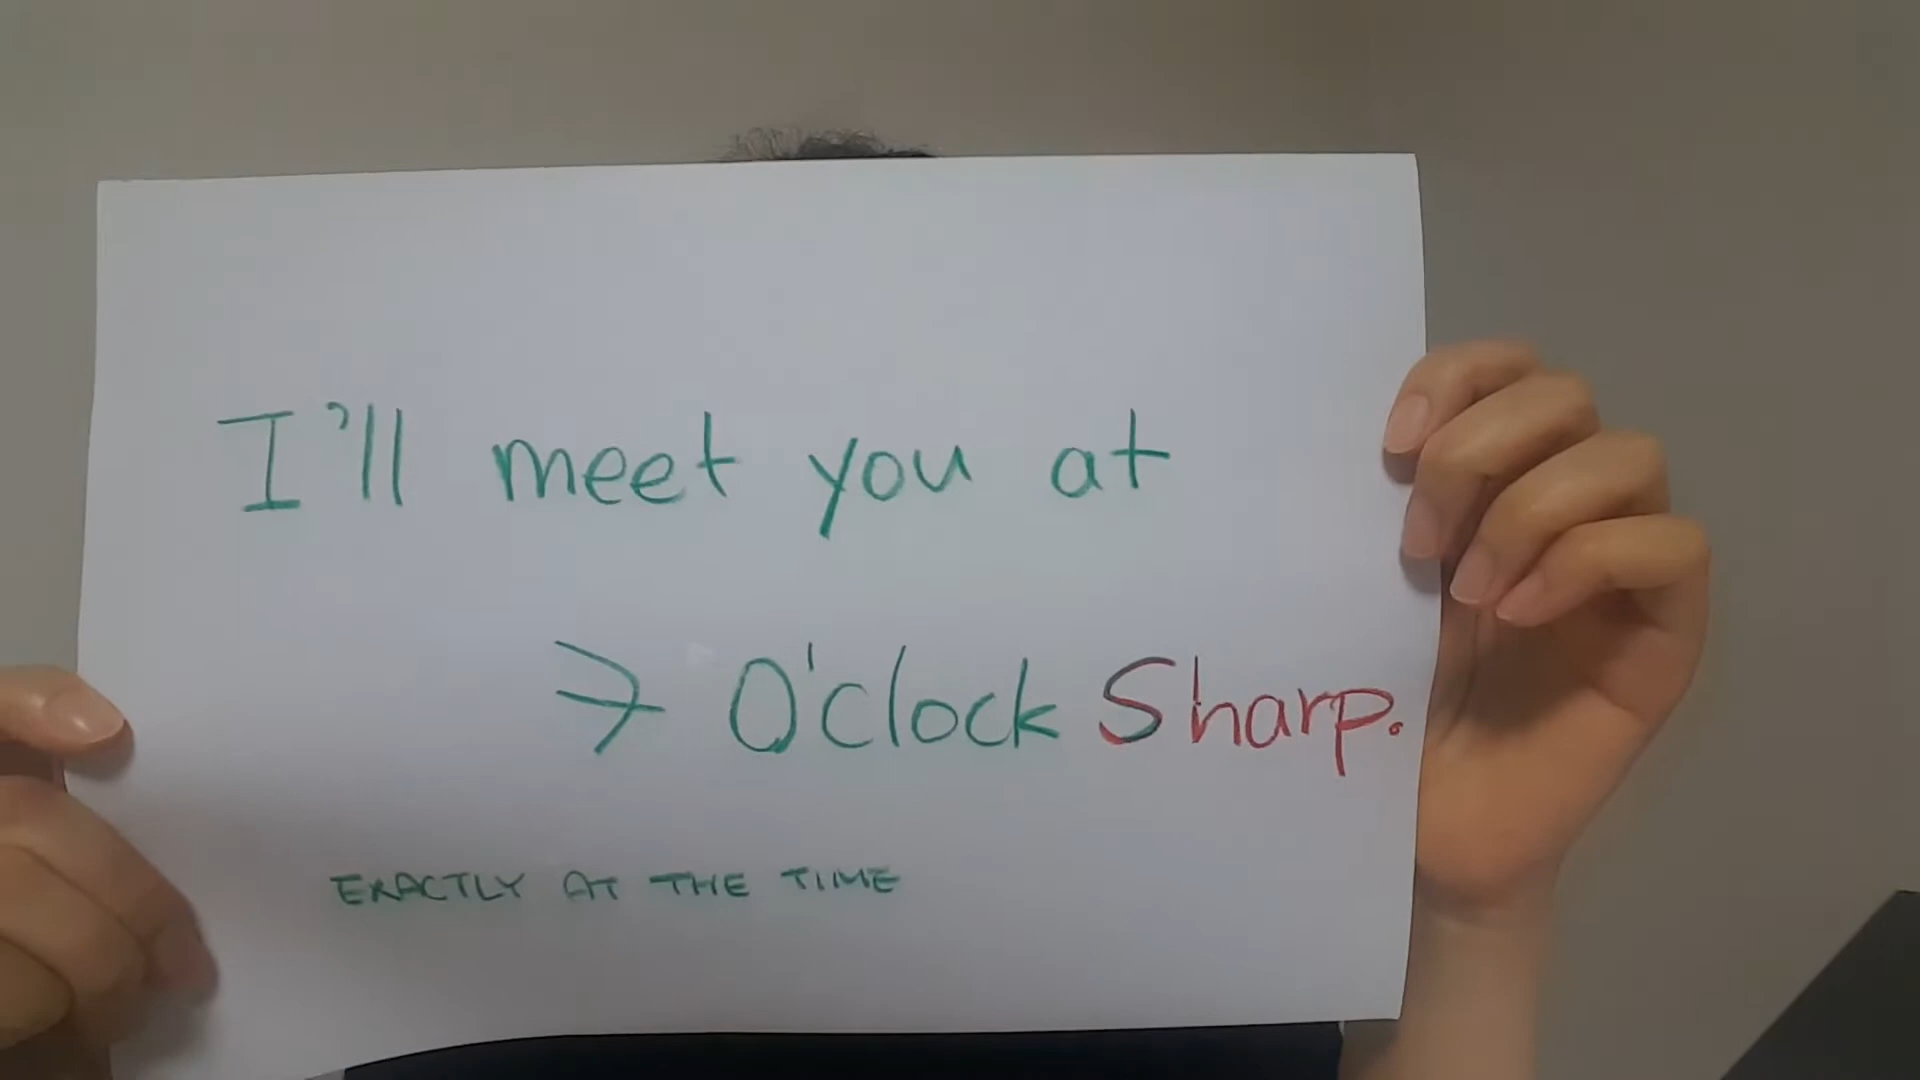 I'll meet you at
7 O'clock Sharp.
EXACTLY AT THE TIME